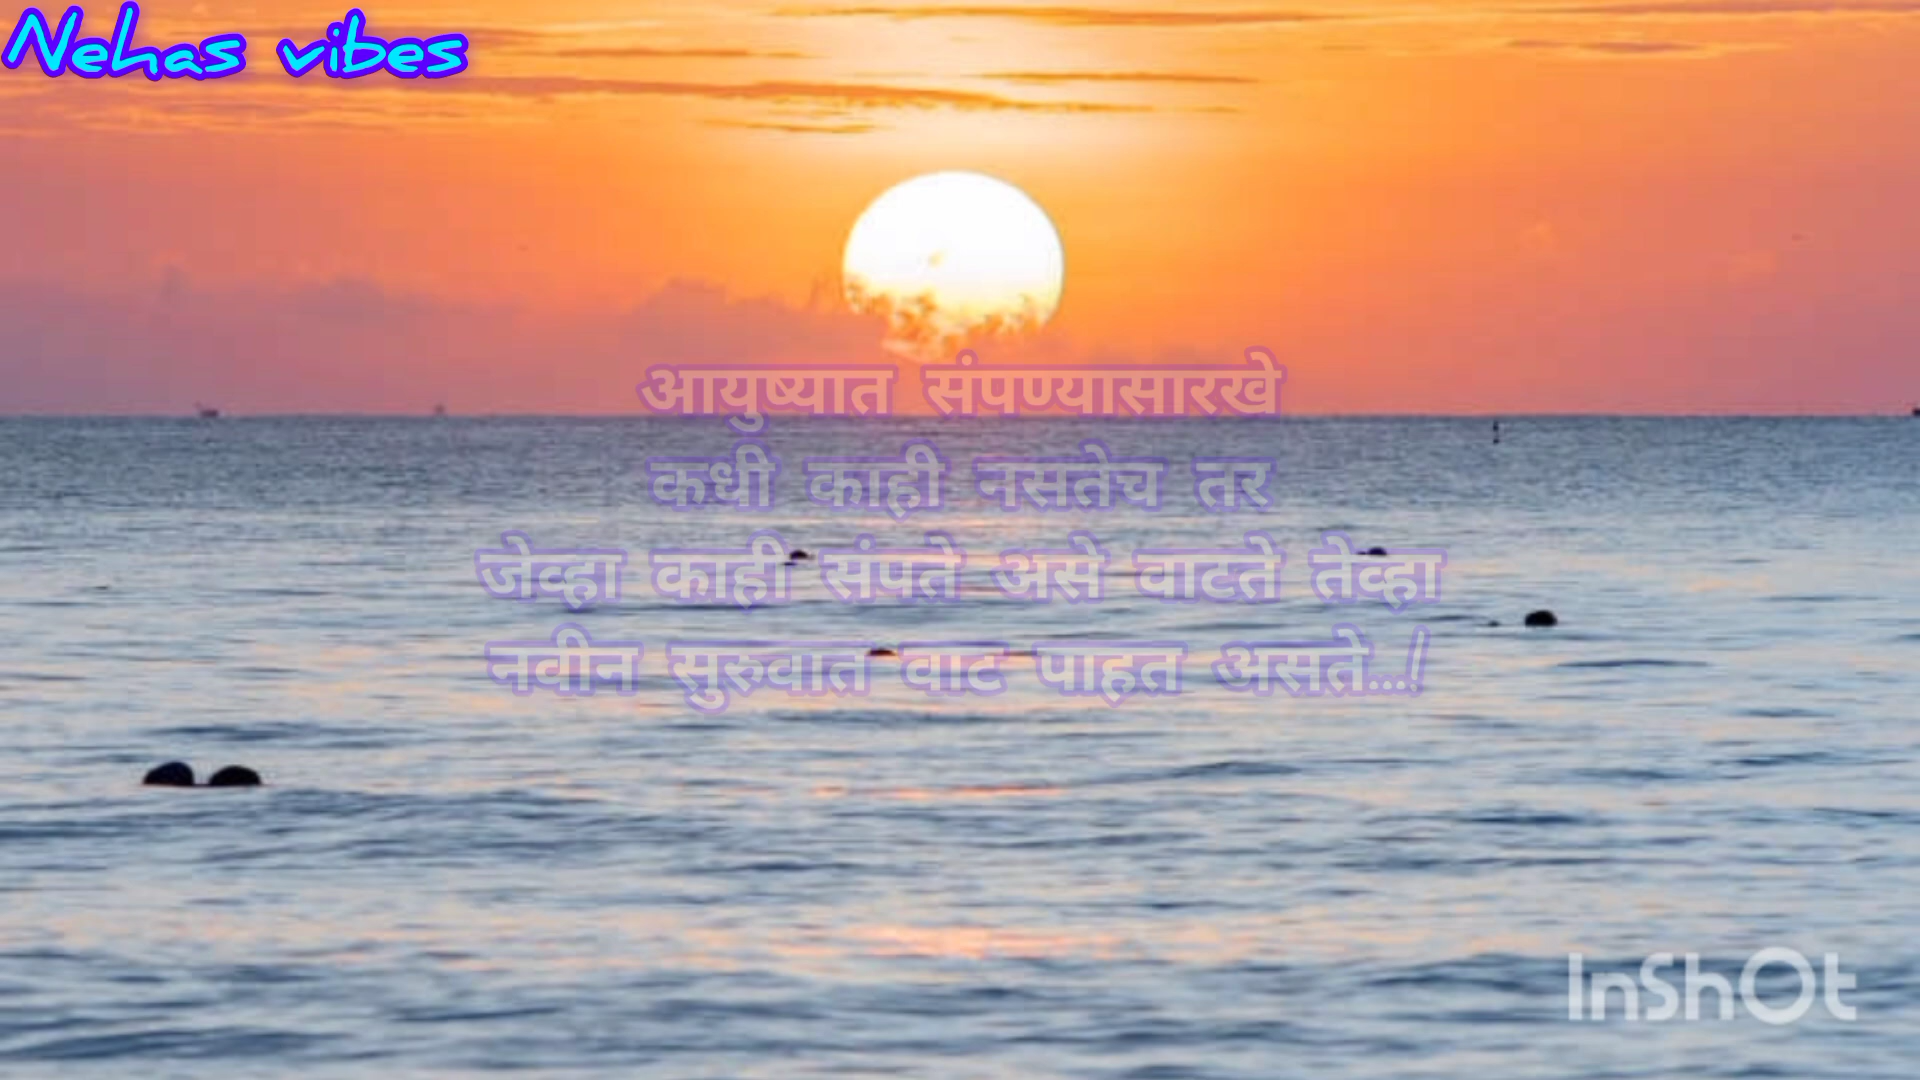 Nehas vibes
आयुष्यात संपण्यासारखे
कधी काही नसतेच तर
जेव्हा काही संपते असे वाटते तेव्हा
नवीन सुरुवात वाट पाहत असते...!
InShOt